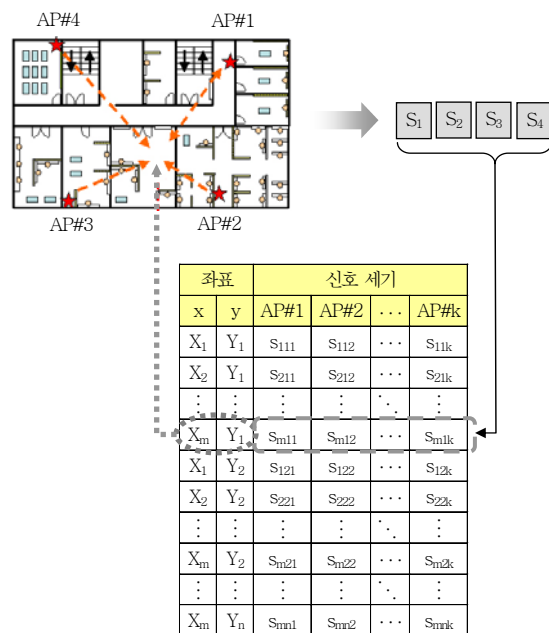 AP#4 AP#1
S₁ S₂ S₃ S₄
AP#3 AP#2
좌표 신호 세기
x y AP#1 AP#2 ··· AP#k
X₁ Y₁ S₁₁₁ S₁₁₂ ··· S₁₁ₖ
X₂ Y₁ S₂₁₁ S₂₁₂ ··· S₂₁ₖ
⋮ ⋮ ⋮ ⋮ ⋱ ⋮
Xₘ Y₁ Sₘ₁₁ Sₘ₁₂ ··· Sₘ₁ₖ
X₁ Y₂ S₁₂₁ S₁₂₂ ··· S₁₂ₖ
X₂ Y₂ S₂₂₁ S₂₂₂ ··· S₂₂ₖ
⋮ ⋮ ⋮ ⋮ ⋱ ⋮
Xₘ Y₂ Sₘ₂₁ Sₘ₂₂ ··· Sₘ₂ₖ
⋮ ⋮ ⋮ ⋮ ⋱ ⋮
Xₘ Yₙ Sₘₙ₁ Sₘₙ₂ ··· Sₘₙₖ